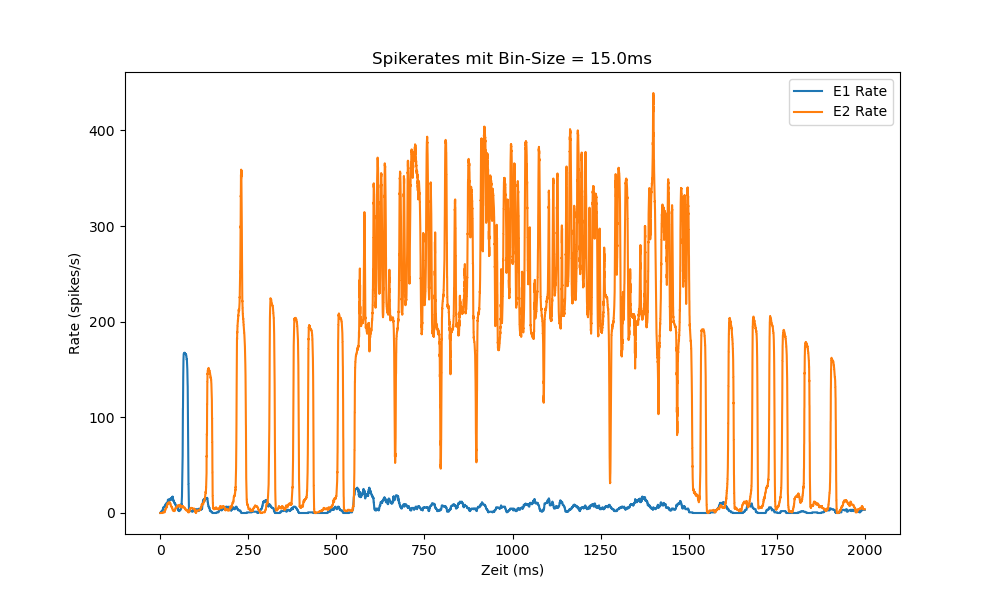 Spikerates mit Bin-Size = 15.0ms
E1 Rate
E2 Rate
Rate (spikes/s)
400
300
200
100
0
0 250 500 750 1000 1250 1500 1750 2000
Zeit (ms)